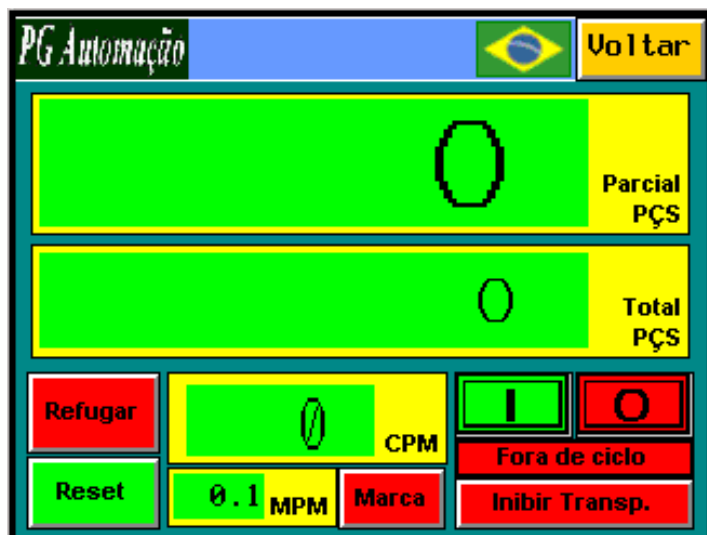 PG Automação
Voltar
0
Parcial
PÇS
0
Total
PÇS
Refugar
0
CPM
I
O
Fora de ciclo
Reset
0.1
MPM
Marca
Inibir Transp.